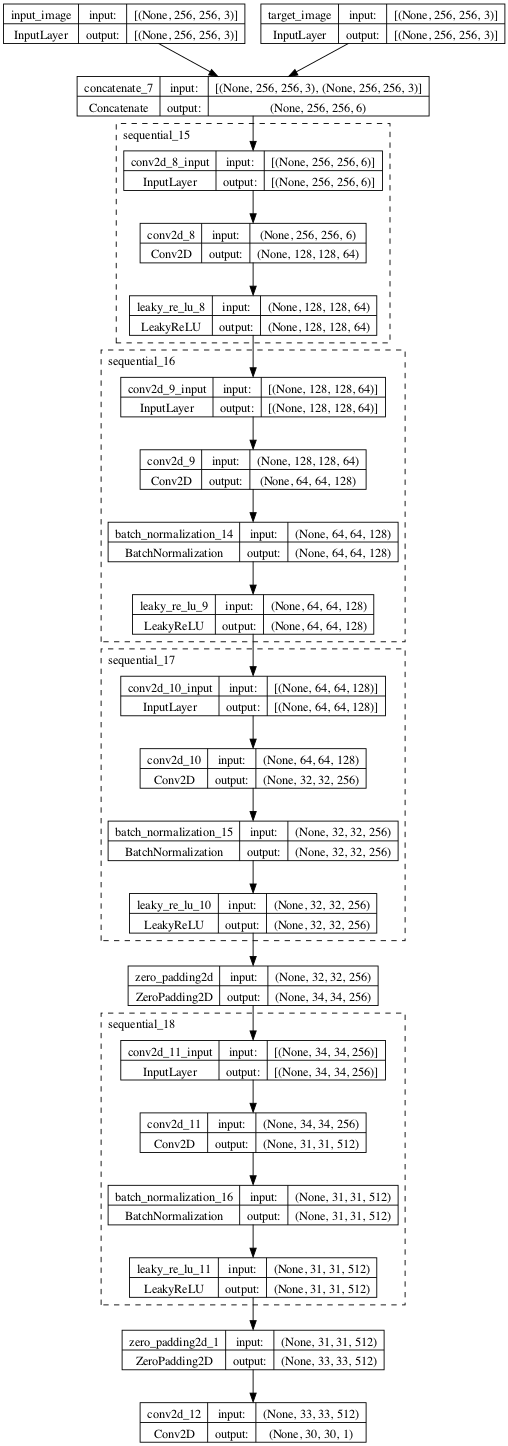 input_image input: [(None, 256, 256, 3)]
InputLayer output: [(None, 256, 256, 3)]
target_image input: [(None, 256, 256, 3)]
InputLayer output: [(None, 256, 256, 3)]
concatenate_7 input: [(None, 256, 256, 3), (None, 256, 256, 3)]
Concatenate output: (None, 256, 256, 6)
sequential_15
conv2d_8_input input: [(None, 256, 256, 6)]
InputLayer output: [(None, 256, 256, 6)]
conv2d_8 input: (None, 256, 256, 6)
Conv2D output: (None, 128, 128, 64)
leaky_re_lu_8 input: (None, 128, 128, 64)
LeakyReLU output: (None, 128, 128, 64)
sequential_16
conv2d_9_input input: [(None, 128, 128, 64)]
InputLayer output: [(None, 128, 128, 64)]
conv2d_9 input: (None, 128, 128, 64)
Conv2D output: (None, 64, 64, 128)
batch_normalization_14 input: (None, 64, 64, 128)
BatchNormalization output: (None, 64, 64, 128)
leaky_re_lu_9 input: (None, 64, 64, 128)
LeakyReLU output: (None, 64, 64, 128)
sequential_17
conv2d_10_input input: [(None, 64, 64, 128)]
InputLayer output: [(None, 64, 64, 128)]
conv2d_10 input: (None, 64, 64, 128)
Conv2D output: (None, 32, 32, 256)
batch_normalization_15 input: (None, 32, 32, 256)
BatchNormalization output: (None, 32, 32, 256)
leaky_re_lu_10 input: (None, 32, 32, 256)
LeakyReLU output: (None, 32, 32, 256)
zero_padding2d input: (None, 32, 32, 256)
ZeroPadding2D output: (None, 34, 34, 256)
sequential_18
conv2d_11_input input: [(None, 34, 34, 256)]
InputLayer output: [(None, 34, 34, 256)]
conv2d_11 input: (None, 34, 34, 256)
Conv2D output: (None, 31, 31, 512)
batch_normalization_16 input: (None, 31, 31, 512)
BatchNormalization output: (None, 31, 31, 512)
leaky_re_lu_11 input: (None, 31, 31, 512)
LeakyReLU output: (None, 31, 31, 512)
zero_padding2d_1 input: (None, 31, 31, 512)
ZeroPadding2D output: (None, 33, 33, 512)
conv2d_12 input: (None, 33, 33, 512)
Conv2D output: (None, 30, 30, 1)